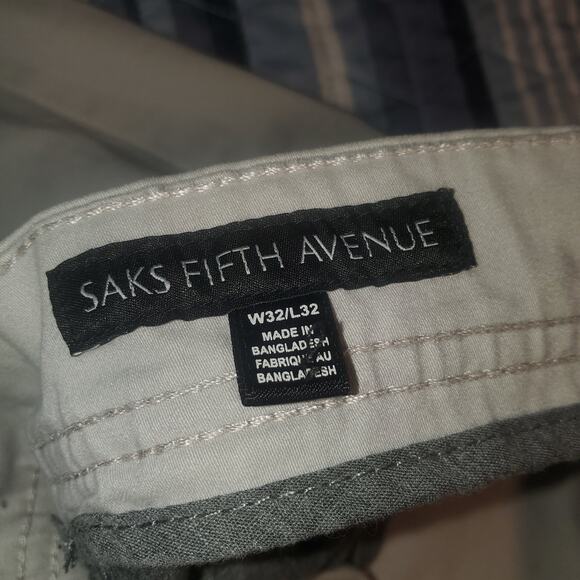 SAKS FIFTH AVENUE
W32/L32
MADE IN
BANGLADESH
FABRIQUE AU
BANGLADESH